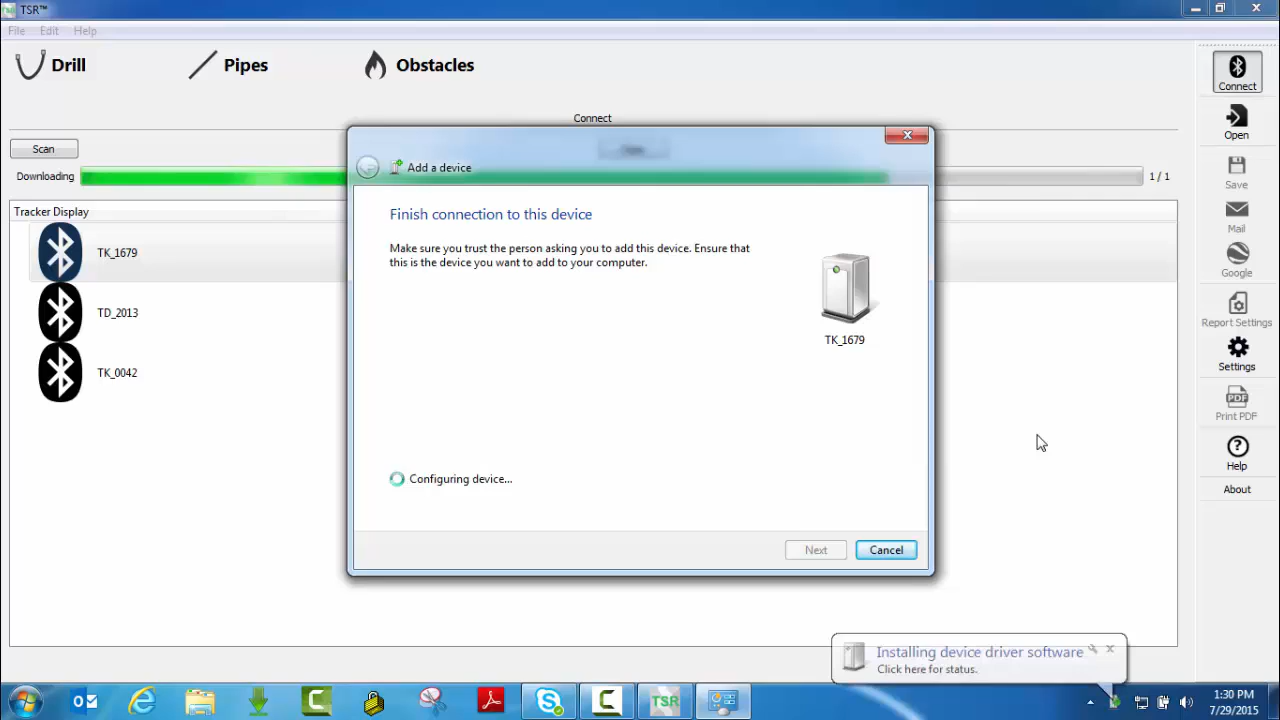 TSR™
File Edit Help
Drill Pipes Obstacles
Connect
Scan
Downloading 1 / 1
Tracker Display
TK_1679
TD_2013
TK_0042
Add a device
Finish connection to this device
Make sure you trust the person asking you to add this device. Ensure that
this is the device you want to add to your computer.
TK_1679
Configuring device...
Next Cancel
Connect
Open
Save
Mail
Google
Report Settings
Settings
PDF
Print PDF
Help
About
Installing device driver software
Click here for status.
TSR
1:30 PM
7/29/2015